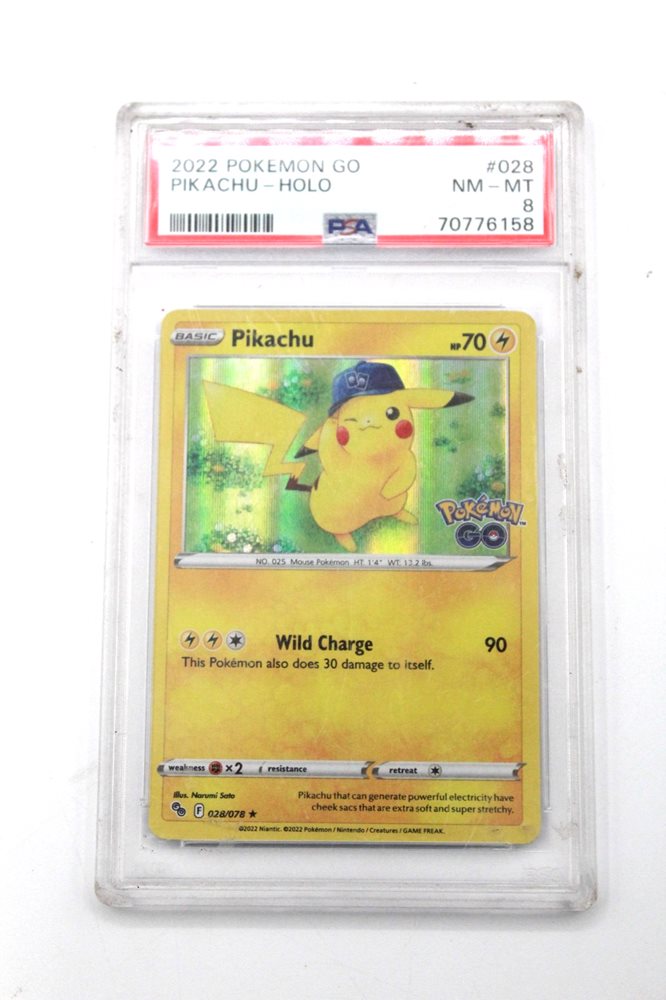 2022 POKEMON GO #028
PIKACHU - HOLO NM - MT
8
PSA 70776158
BASIC Pikachu HP 70
Pokémon
GO
NO. 025 Mouse Pokémon HT: 1'4" WT: 13.2 lbs.
Wild Charge 90
This Pokémon also does 30 damage to itself.
weakness ×2 resistance retreat
Illus. Narumi Sato
Pokémon that can generate powerful electricity have
cheek sacs that are extra soft and super stretchy.
F 028/078 ★
©2022 Niantic. ©2022 Pokémon / Nintendo / Creatures / GAME FREAK.